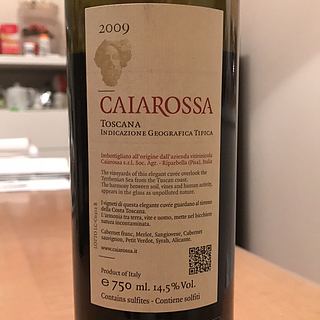 2009
CAIAROSSA
TOSCANA
INDICAZIONE GEOGRAFICA TIPICA
Imbottigliato all'origine dall'azienda vitivinicola
Caiarossa s.r.l. Soc. Agr. - Riparbella (Pisa), Italia
The vineyards of this elegant cuvée overlook the
Tyrrhenian Sea from the Tuscan coast.
The harmony between soil, vines and human activity,
appears in the glass as unpolluted nature.
I vigneti di questa elegante cuvée guardano al tirreno
della Costa Toscana.
L'armonia tra terra, vite e uomo, mette nel bicchiere
natura incontaminata.
Cabernet franc, Merlot, Sangiovese, Cabernet
sauvignon, Petit Verdot, Syrah, Alicante.
www.caiarossa.it
Product of Italy
e 750 ml. 14,5% Vol.
Contains sulfites - Contiene solfiti